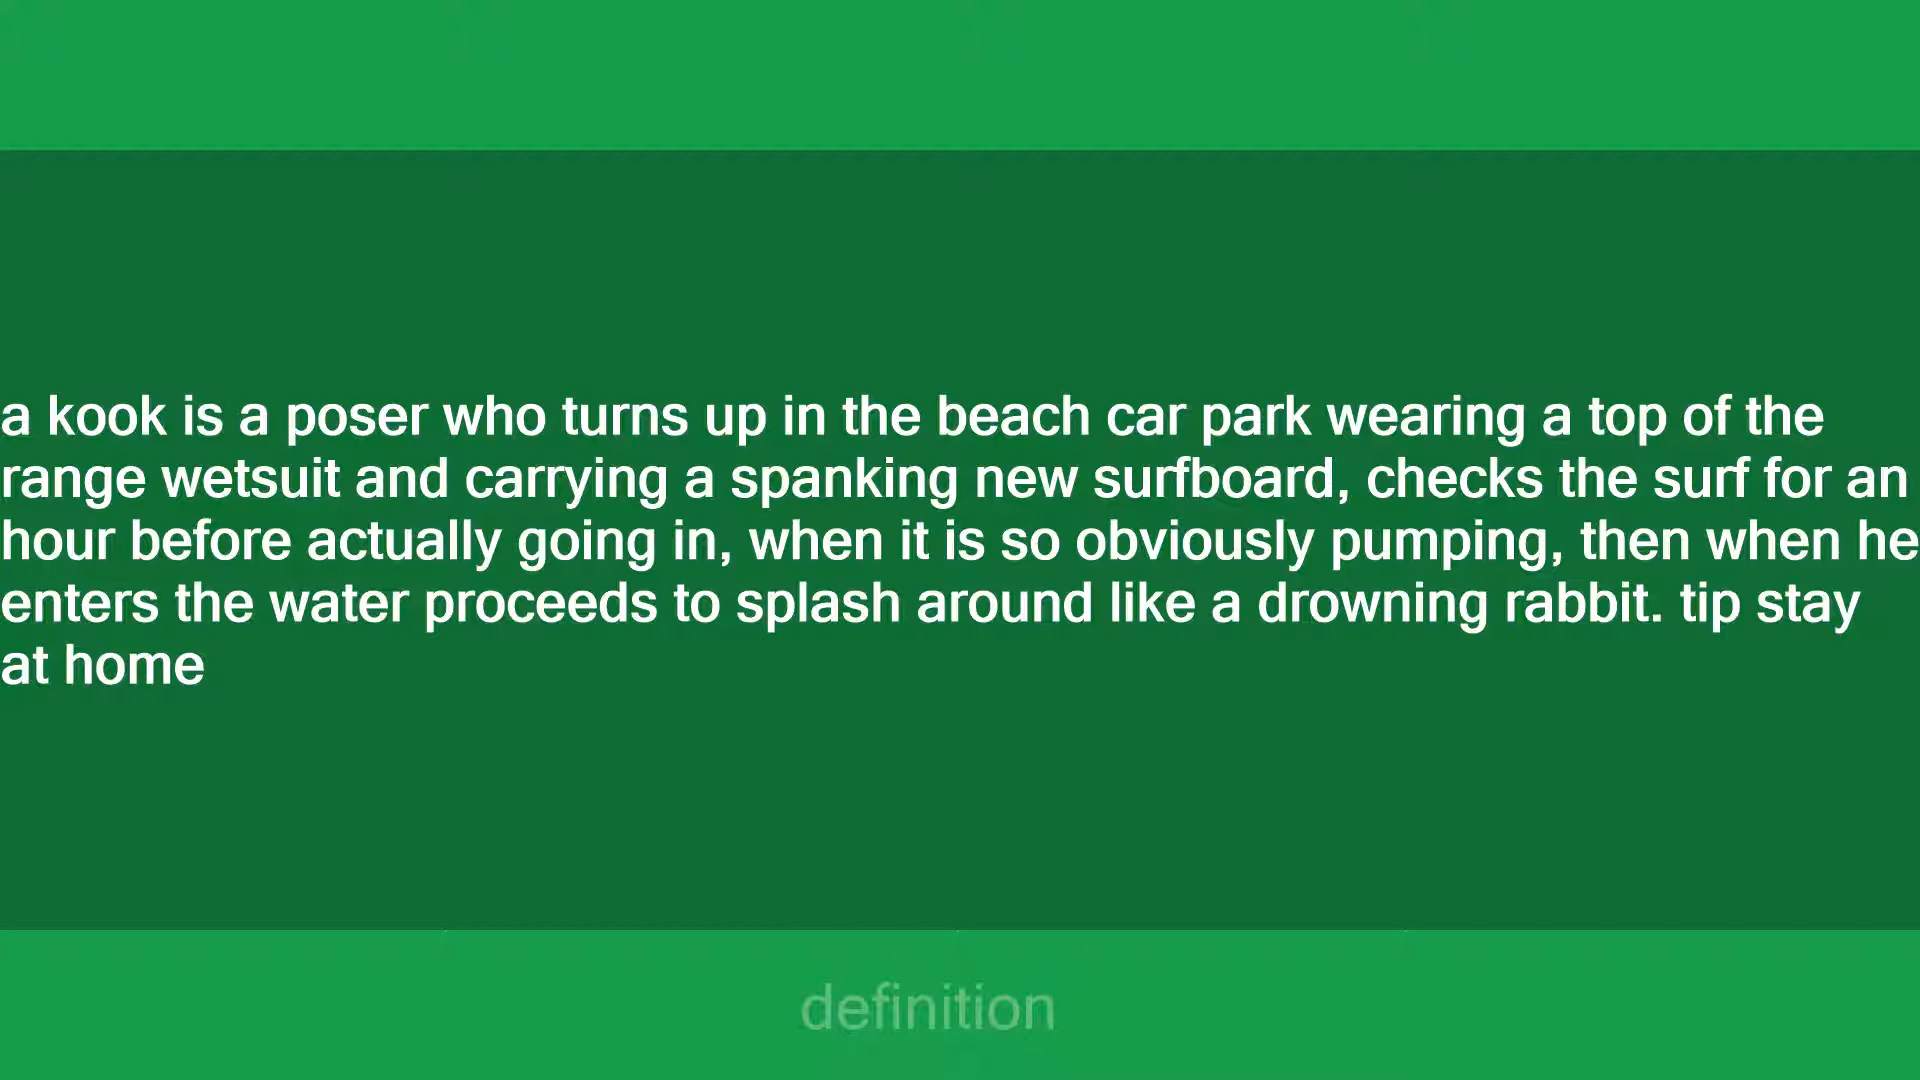 a kook is a poser who turns up in the beach car park wearing a top of the
range wetsuit and carrying a spanking new surfboard, checks the surf for an
hour before actually going in, when it is so obviously pumping, then when he
enters the water proceeds to splash around like a drowning rabbit. tip stay
at home
definition